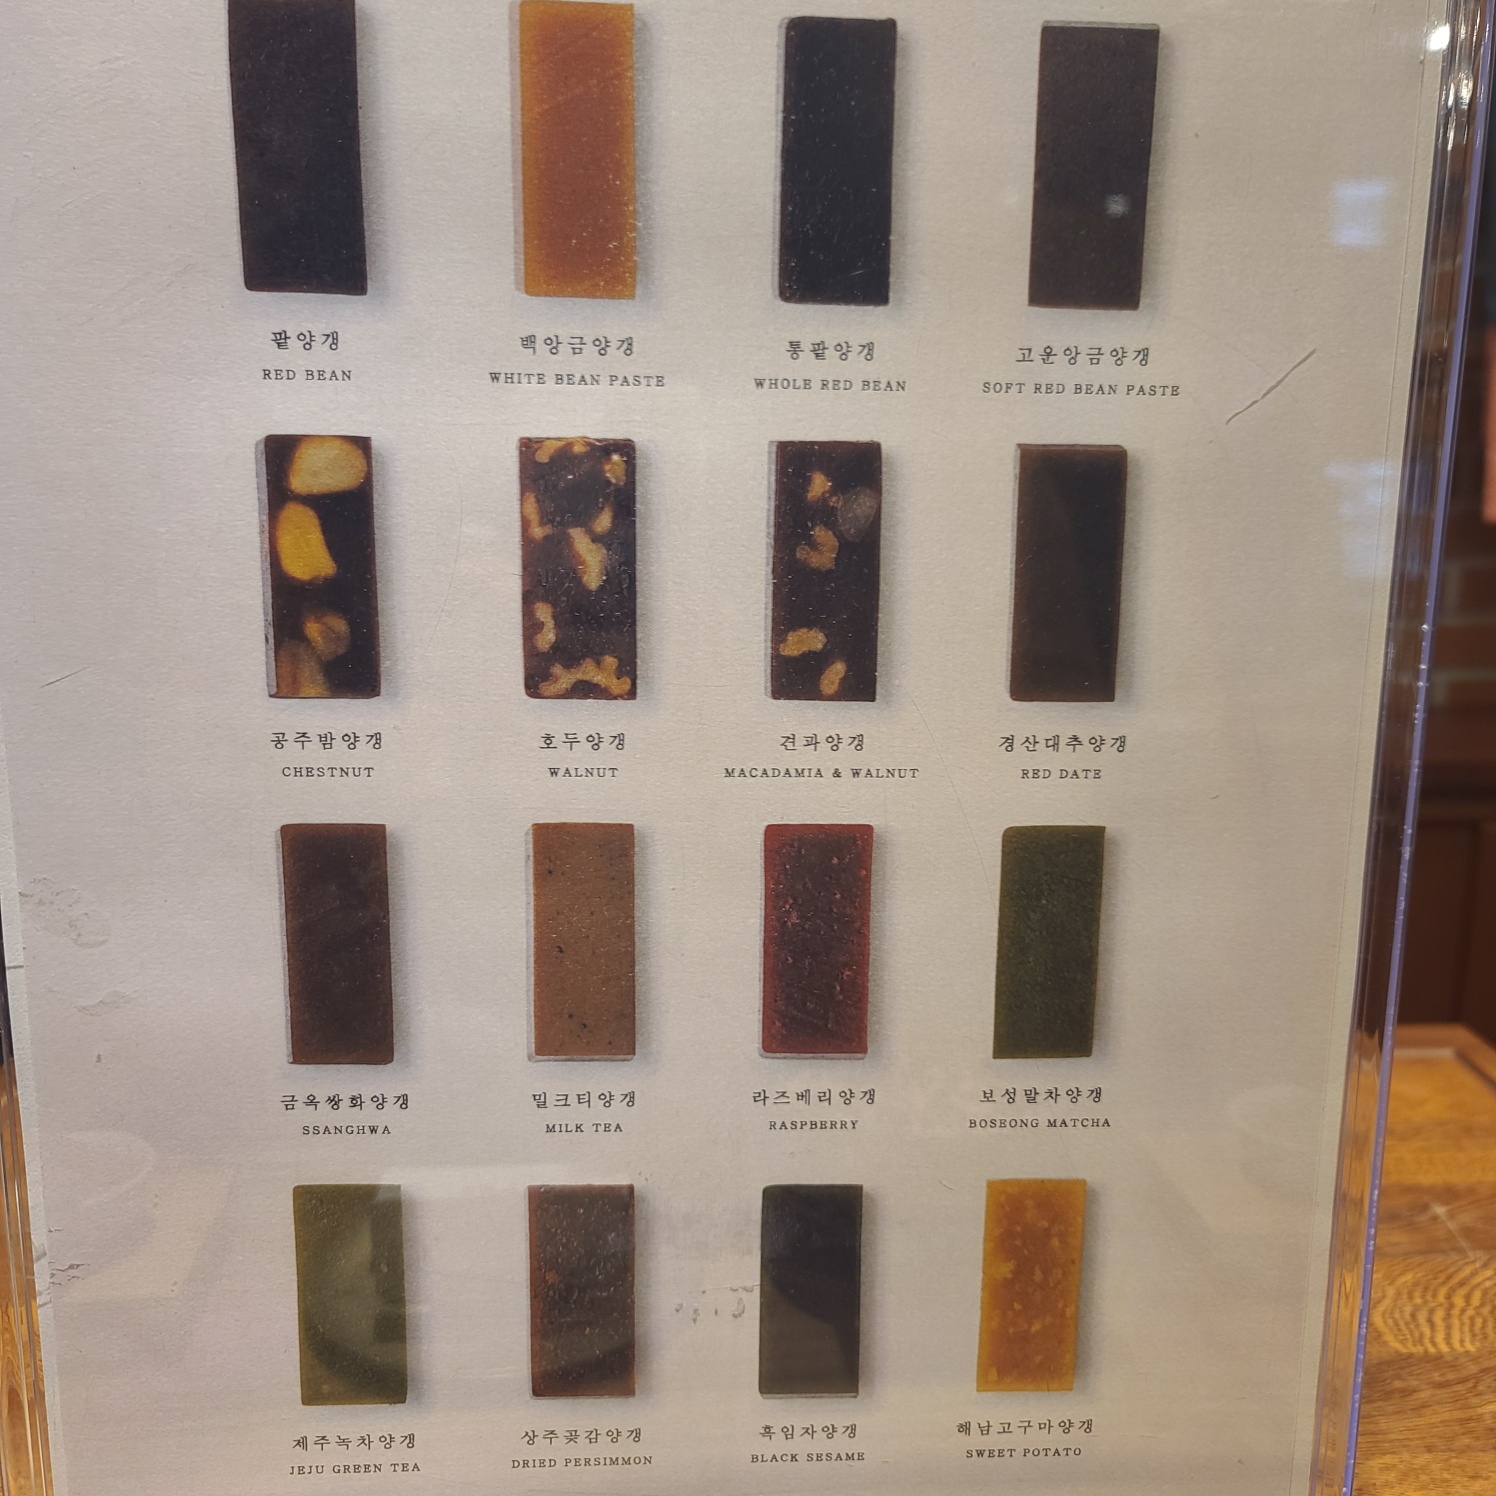 팥양갱
RED BEAN
백앙금양갱
WHITE BEAN PASTE
통팥양갱
WHOLE RED BEAN
고운앙금양갱
SOFT RED BEAN PASTE
공주밤양갱
CHESTNUT
호두양갱
WALNUT
견과양갱
MACADAMIA & WALNUT
경산대추양갱
RED DATE
금옥쌍화양갱
SSANGHWA
밀크티양갱
MILK TEA
라즈베리양갱
RASPBERRY
보성말차양갱
BOSEONG MATCHA
제주녹차양갱
JEJU GREEN TEA
상주곶감양갱
DRIED PERSIMMON
흑임자양갱
BLACK SESAME
해남고구마양갱
SWEET POTATO